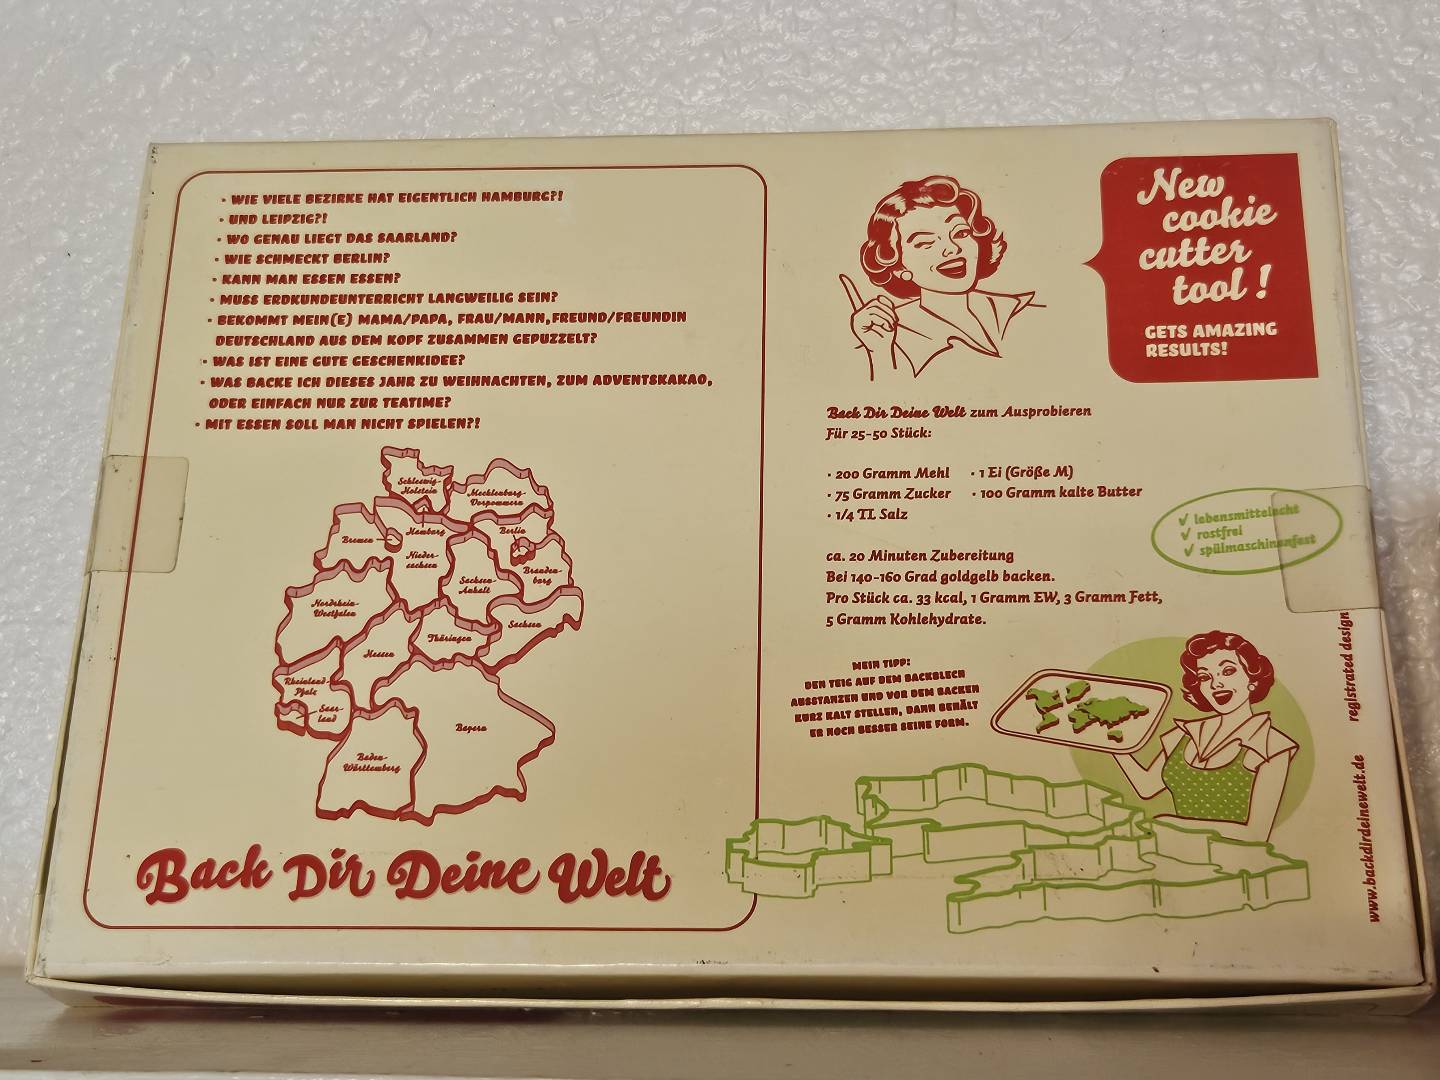 • WIE VIELE BEZIRKE HAT EIGENTLICH HAMBURG?!
• UND LEIPZIG?!
• WO GENAU LIEGT DAS SAARLAND?
• WIE SCHMECKT BERLIN?
• KANN MAN ESSEN ESSEN?
• MUSS ERDKUNDEUNTERRICHT LANGWEILIG SEIN?
• BEKOMMT MEIN(E) MAMA/PAPA, FRAU/MANN, FREUND/FREUNDIN
DEUTSCHLAND AUS DEM KOPF ZUSAMMEN GEPUZZELT?
• WAS IST EINE GUTE GESCHENKIDEE?
• WAS BACKE ICH DIESES JAHR ZU WEIHNACHTEN, ZUM ADVENTSKAKAO,
ODER EINFACH NUR ZUR TEATIME?
• MIT ESSEN SOLL MAN NICHT SPIELEN?!
Schleswig-
Holstein
Mecklenburg-
Vorpommern
Hamburg
Bremen
Berlin
Nieder-
sachsen
Sachsen-
Anhalt
Branden-
burg
Nordrhein-
Westfalen
Thüringen
Sachsen
Hessen
Rheinland-
Pfalz
Saar-
land
Bayern
Baden-
Württemberg
Back Dir Deine Welt
New
cookie
cutter
tool!
GETS AMAZING
RESULTS!
Back Dir Deine Welt zum Ausprobieren
Für 25-50 Stück:
• 200 Gramm Mehl • 1 Ei (Größe M)
• 75 Gramm Zucker • 100 Gramm kalte Butter
• 1/4 TL Salz
ca. 20 Minuten Zubereitung
Bei 140-160 Grad goldgelb backen.
Pro Stück ca. 33 kcal, 1 Gramm EW, 3 Gramm Fett,
5 Gramm Kohlehydrate.
✓ lebensmittelecht
✓ rostfrei
✓ spülmaschinenfest
MEIN TIPP:
DEN TEIG AUF DEM BACKBLECH
AUSSTANZEN UND VOR DEM BACKEN
KURZ KALT STELLEN, DANN BEHÄLT
ER NOCH BESSER SEINE FORM.
www.backdirdeinewelt.de registrated design